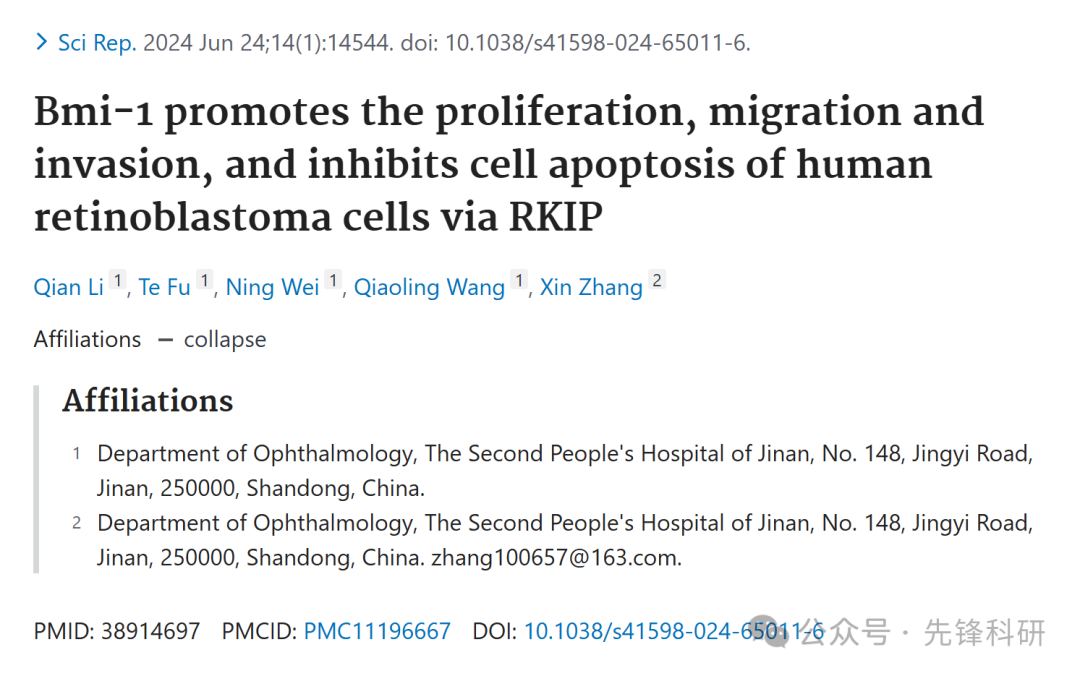 Sci Rep. 2024 Jun 24;14(1):14544. doi: 10.1038/s41598-024-65011-6.
Bmi-1 promotes the proliferation, migration and
invasion, and inhibits cell apoptosis of human
retinoblastoma cells via RKIP
Qian Li 1, Te Fu 1, Ning Wei 1, Qiaoling Wang 1, Xin Zhang 2
Affiliations – collapse
Affiliations
1 Department of Ophthalmology, The Second People's Hospital of Jinan, No. 148, Jingyi Road,
Jinan, 250000, Shandong, China.
2 Department of Ophthalmology, The Second People's Hospital of Jinan, No. 148, Jingyi Road,
Jinan, 250000, Shandong, China. zhang100657@163.com.
PMID: 38914697 PMCID: PMC11196667 DOI: 10.1038/s41598-024-65011-6
公众号 · 先锋科研